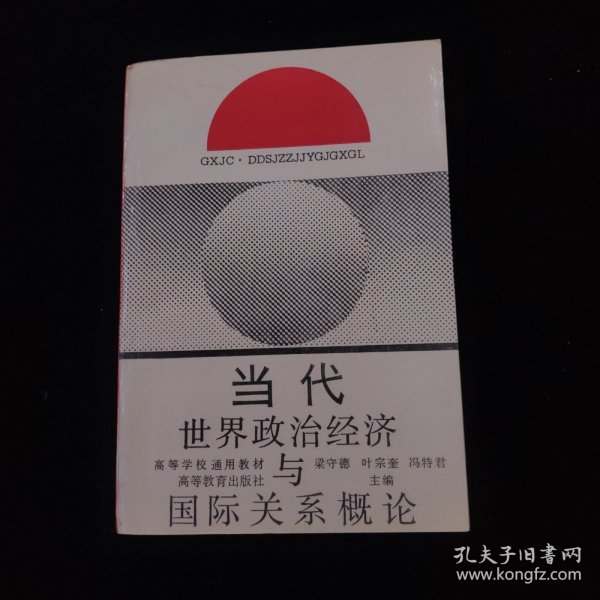 GXJC·DDSJZZJJYGJGXGL
当代
世界政治经济
高等学校通用教材
高等教育出版社
与
梁守德 叶宗奎 冯特君
主编
国际关系概论
孔夫子旧书网
www.kongfz.com